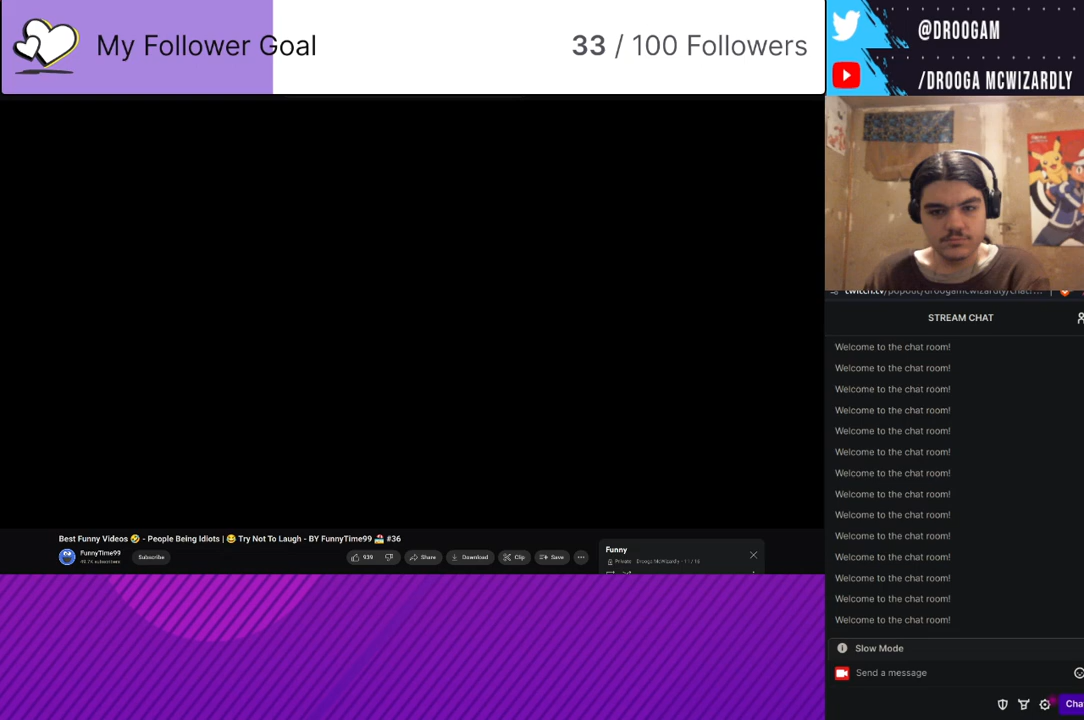 My Follower Goal
33 / 100 Followers
@DROOGAM
/DROOGA MCWIZARDLY
STREAM CHAT
Welcome to the chat room!
Welcome to the chat room!
Welcome to the chat room!
Welcome to the chat room!
Welcome to the chat room!
Welcome to the chat room!
Welcome to the chat room!
Welcome to the chat room!
Welcome to the chat room!
Welcome to the chat room!
Welcome to the chat room!
Welcome to the chat room!
Welcome to the chat room!
Welcome to the chat room!
Slow Mode
Send a message
Cha
Best Funny Videos 🤣 - People Being Idiots | 😂 Try Not To Laugh - BY FunnyTime99 🏖️ #36
FunnyTime99
Subscribe
939
Share
Download
Clip
Save
Funny
Private Drooga McWizardly - 11 / 15